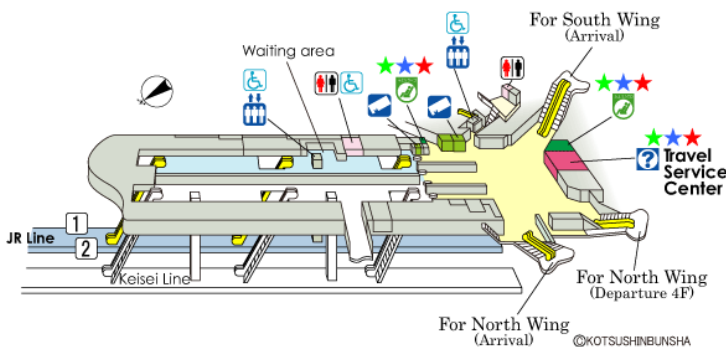 For South Wing
(Arrival)
Waiting area
Travel
Service
Center
1
JR Line
2
Keisei Line
For North Wing
(Departure 4F)
For North Wing
(Arrival)
©KOTSUSHINBUNSHA